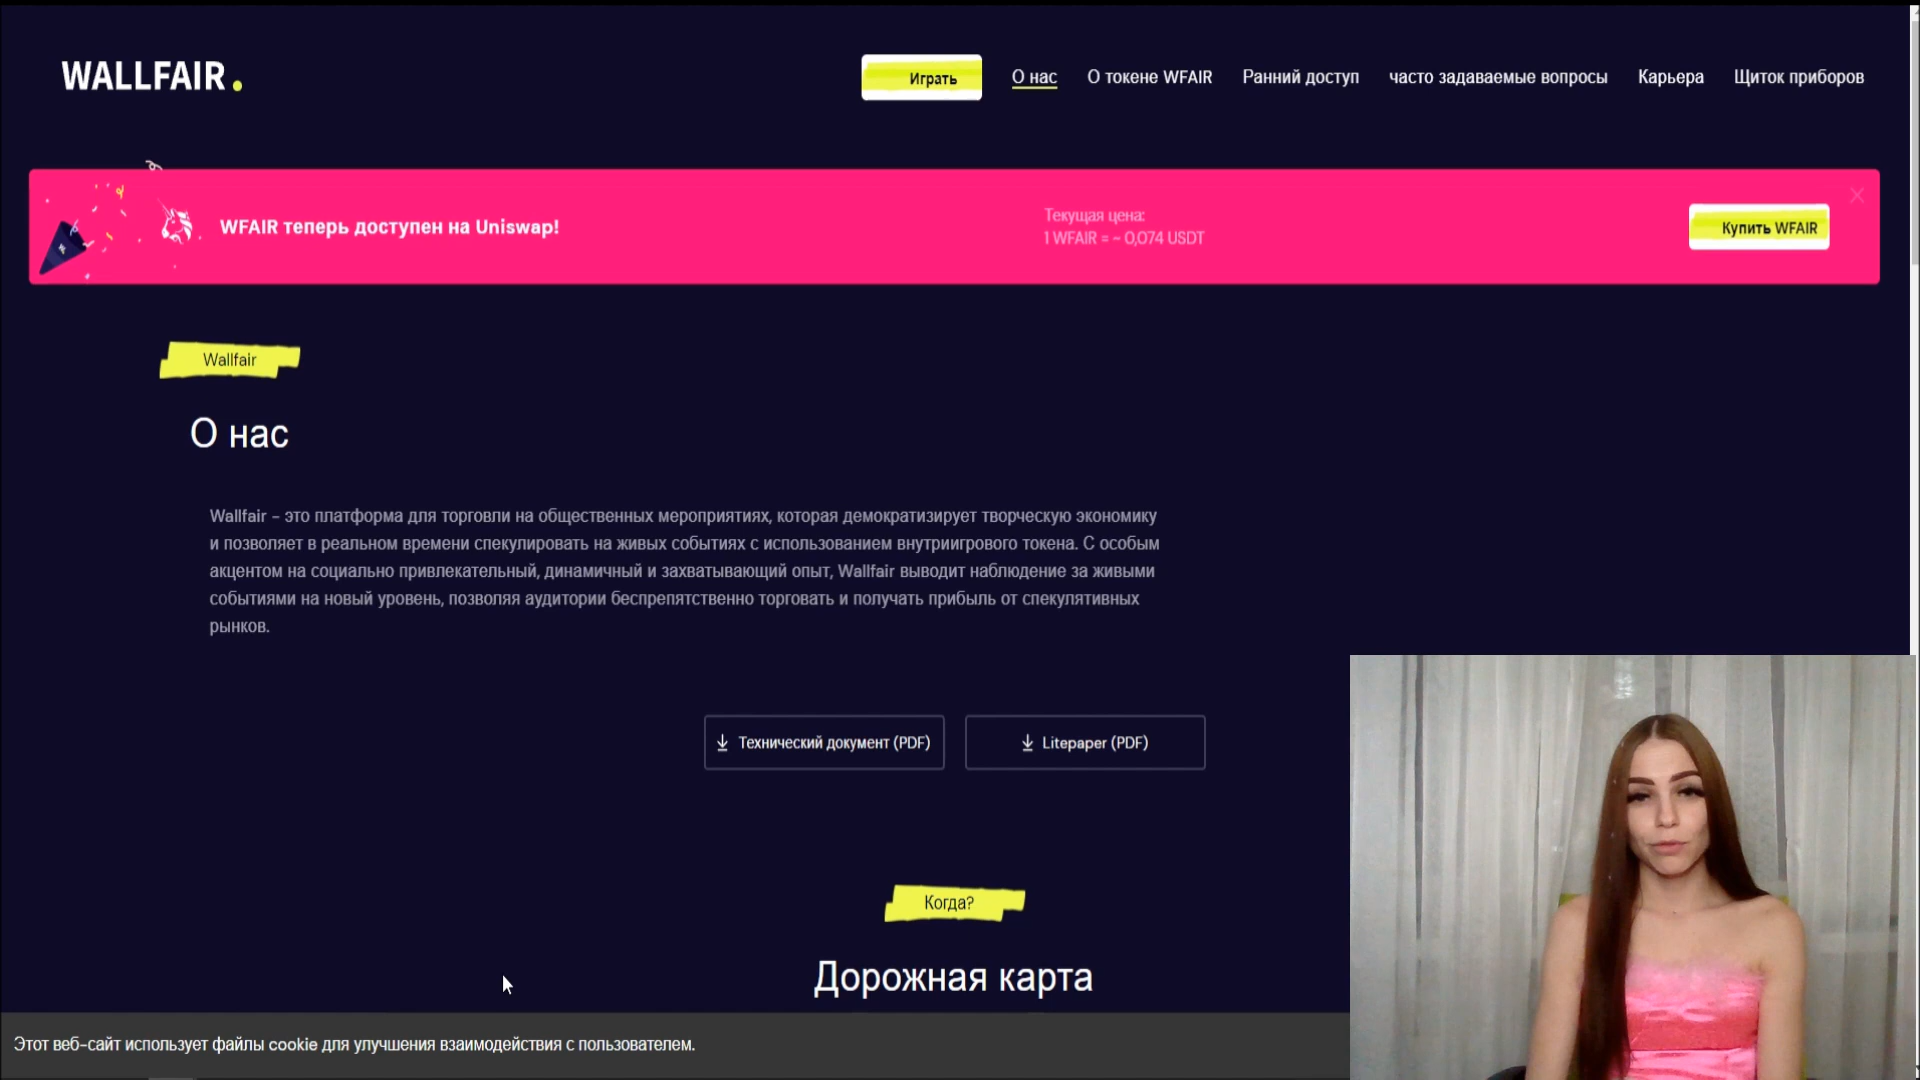 WALLFAIR.
Играть
О нас
О токене WFAIR
Ранний доступ
часто задаваемые вопросы
Карьера
Щиток приборов
WFAIR теперь доступен на Uniswap!
Текущая цена:
1 WFAIR = ~ 0,074 USDT
Купить WFAIR
Wallfair
О нас
Wallfair – это платформа для торговли на общественных мероприятиях, которая демократизирует творческую экономику
и позволяет в реальном времени спекулировать на живых событиях с использованием внутриигрового токена. С особым
акцентом на социально привлекательный, динамичный и захватывающий опыт, Wallfair выводит наблюдение за живыми
событиями на новый уровень, позволяя аудитории беспрепятственно торговать и получать прибыль от спекулятивных
рынков.
Технический документ (PDF)
Litepaper (PDF)
Когда?
Дорожная карта
Этот веб-сайт использует файлы cookie для улучшения взаимодействия с пользователем.